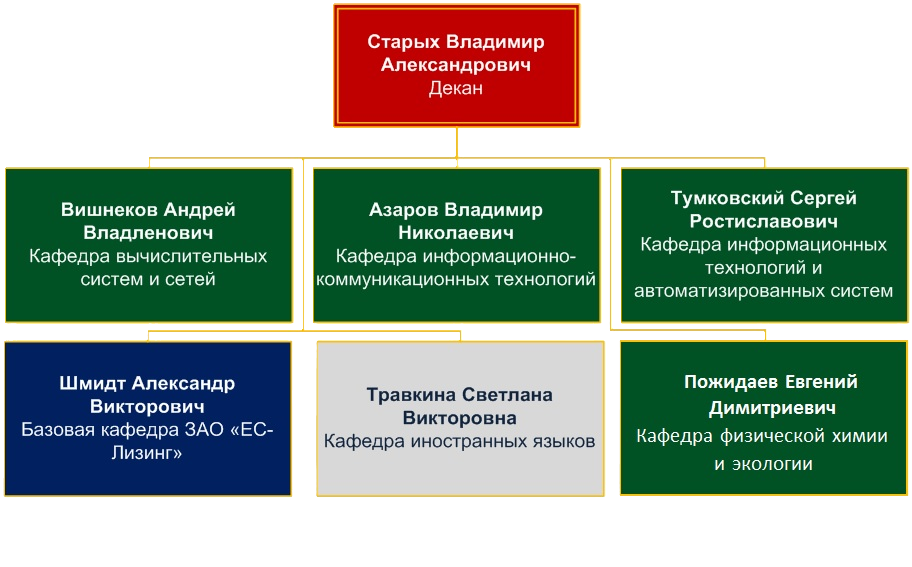 Старых Владимир
Александрович
Декан
Вишнеков Андрей
Владленович
Кафедра вычислительных
систем и сетей
Азаров Владимир
Николаевич
Кафедра информационно-
коммуникационных технологий
Тумковский Сергей
Ростиславович
Кафедра информационных
технологий и
автоматизированных систем
Шмидт Александр
Викторович
Базовая кафедра ЗАО «ЕС-
Лизинг»
Травкина Светлана
Викторовна
Кафедра иностранных языков
Пожидаев Евгений
Димитриевич
Кафедра физической химии
и экологии